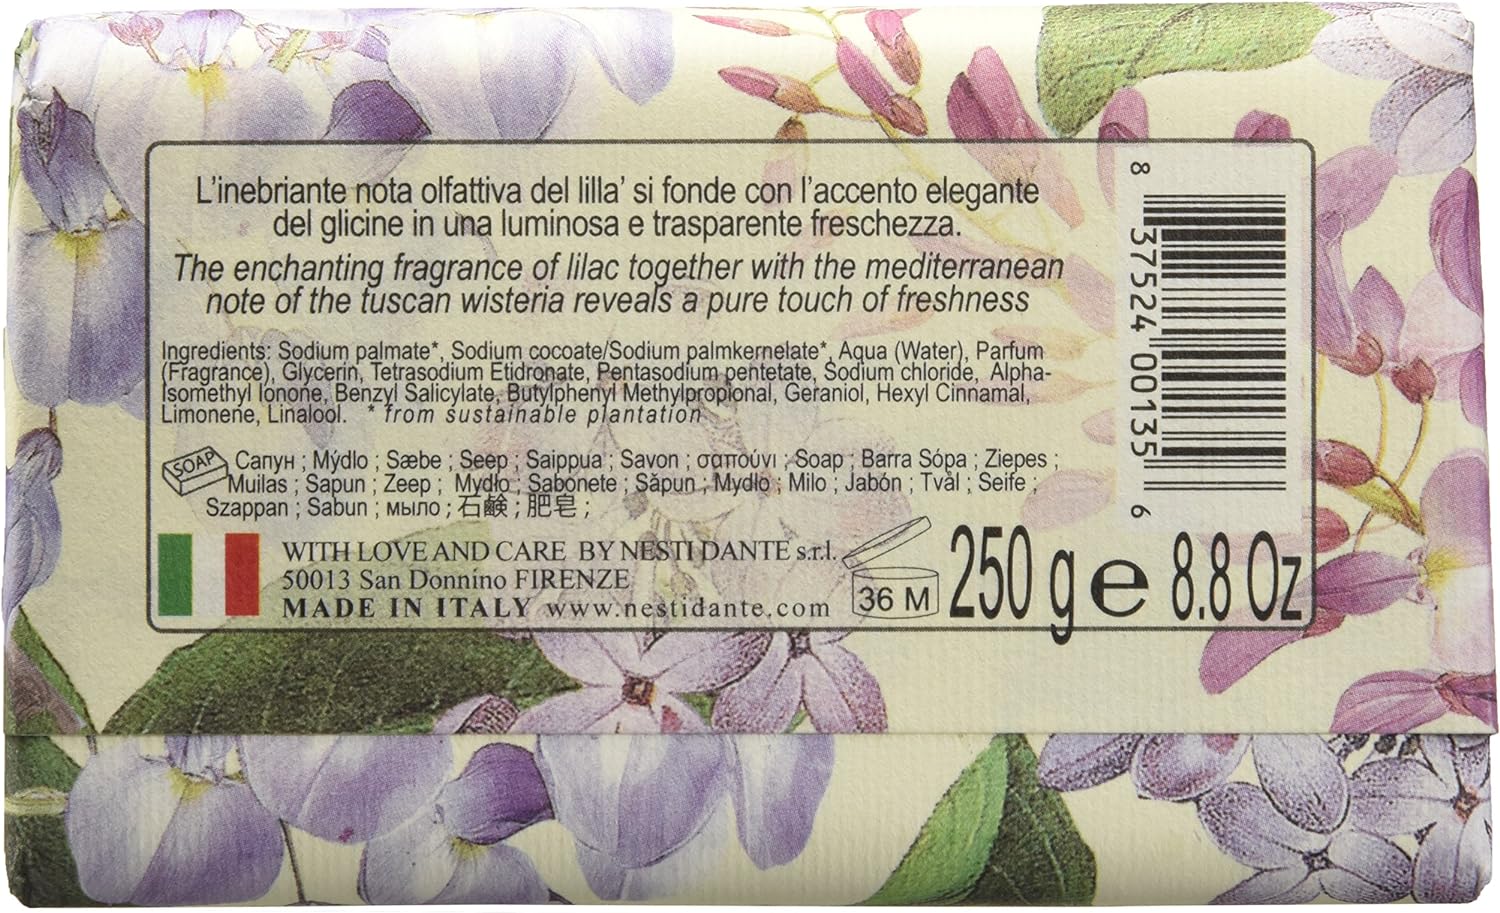 L'inebriante nota olfattiva del lilla' si fonde con l'accento elegante
del glicine in una luminosa e trasparente freschezza.
The enchanting fragrance of lilac together with the mediterranean
note of the tuscan wisteria reveals a pure touch of freshness
Ingredients: Sodium palmate*, Sodium cocoate/Sodium palmkernelate*, Aqua (Water), Parfum
(Fragrance), Glycerin, Tetrasodium Etidronate, Pentasodium pentetate, Sodium chloride, Alpha-
Isomethyl Ionone, Benzyl Salicylate, Butylphenyl Methylpropional, Geraniol, Hexyl Cinnamal,
Limonene, Linalool. * from sustainable plantation
SOAP
Сапун ; Mýdlo ; Sæbe ; Seep ; Saippua ; Savon ; σαπούνι ; Soap ; Barra Sópa ; Ziepes ;
Muilas ; Sapun ; Zeep ; Mydło ; Sabonete ; Săpun ; Mydlo ; Milo ; Jabón ; Tvål ; Seife ;
Szappan ; Sabun ; мыло ; 石鹸 ; 肥皂 ;
WITH LOVE AND CARE BY NESTI DANTE s.r.l.
50013 San Donnino FIRENZE
MADE IN ITALY www.nestidante.com
36 M
250 g e 8.8 Oz
8 37524 00135 6